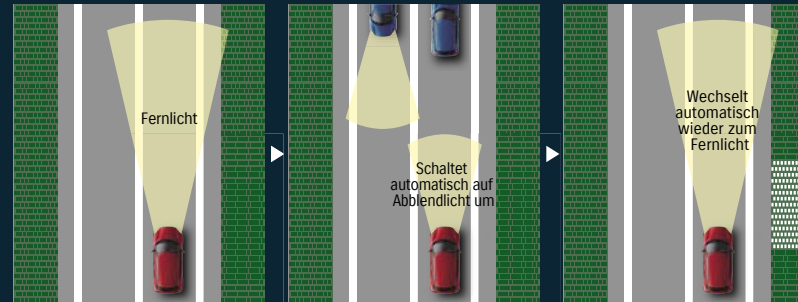 Fernlicht
Schaltet
automatisch auf
Abblendlicht um
Wechselt
automatisch
wieder zum
Fernlicht